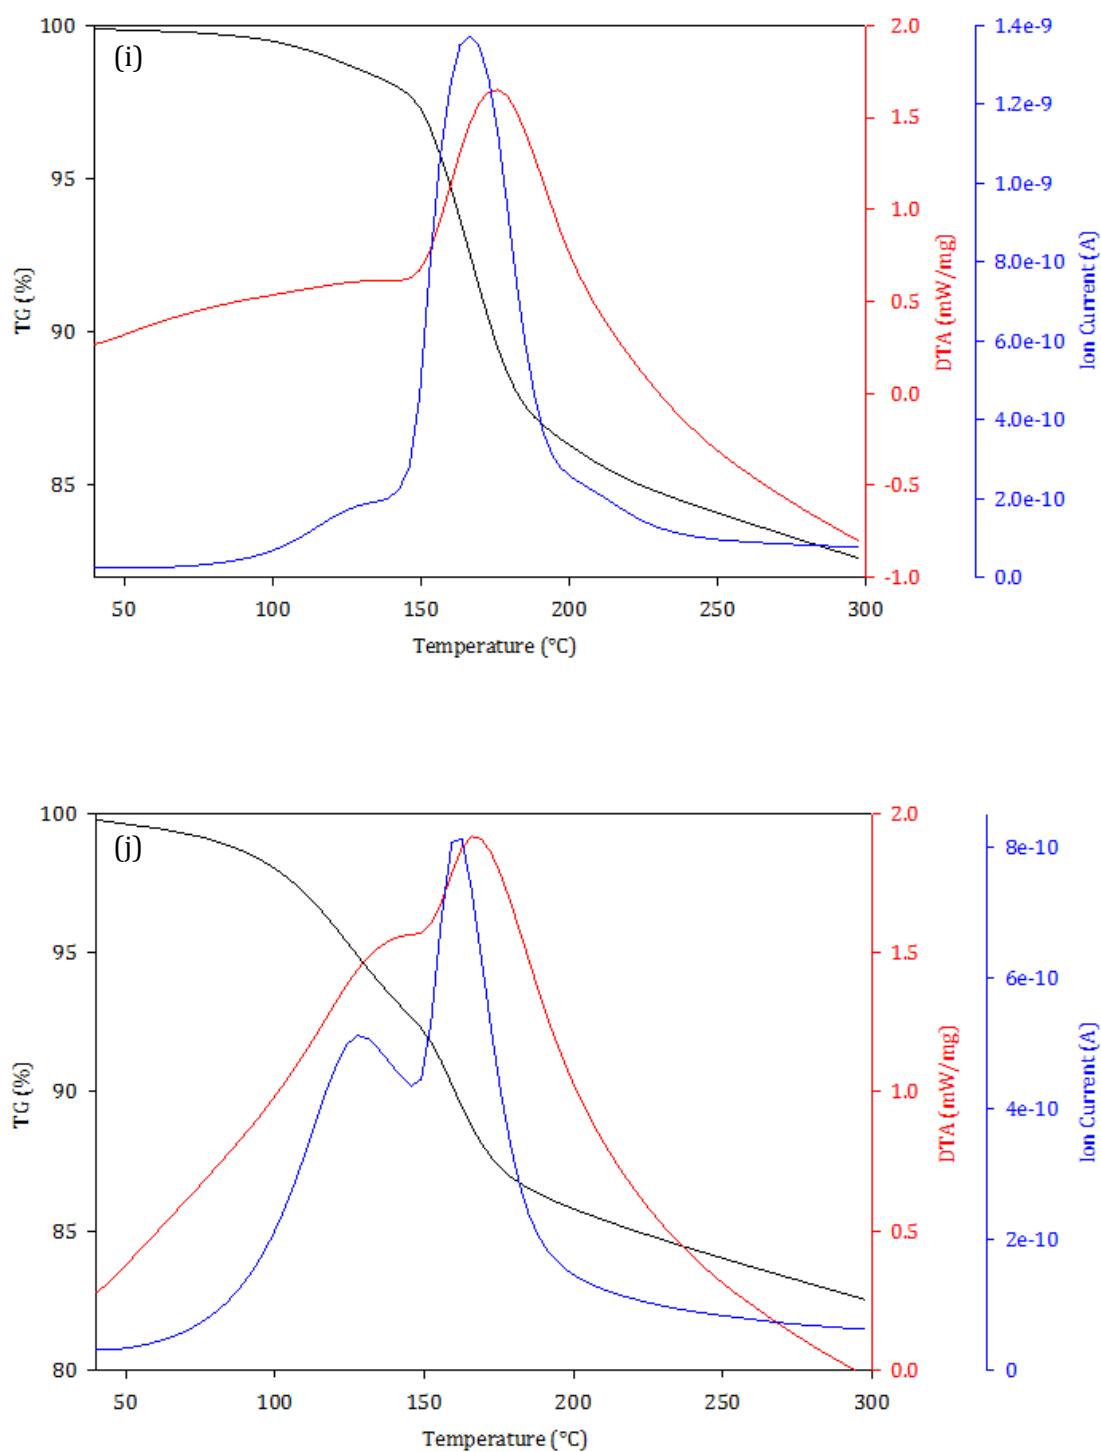 (i)
100
95
90
85
TG (%)
2.0
1.5
1.0
0.5
0.0
-0.5
-1.0
DTA (mW/mg)
1.4e-9
1.2e-9
1.0e-9
8.0e-10
6.0e-10
4.0e-10
2.0e-10
0.0
Ion Current (A)
50 100 150 200 250 300
Temperature (°C)
(j)
100
95
90
85
80
TG (%)
2.0
1.5
1.0
0.5
0.0
DTA (mW/mg)
8e-10
6e-10
4e-10
2e-10
0
Ion Current (A)
50 100 150 200 250 300
Temperature (°C)